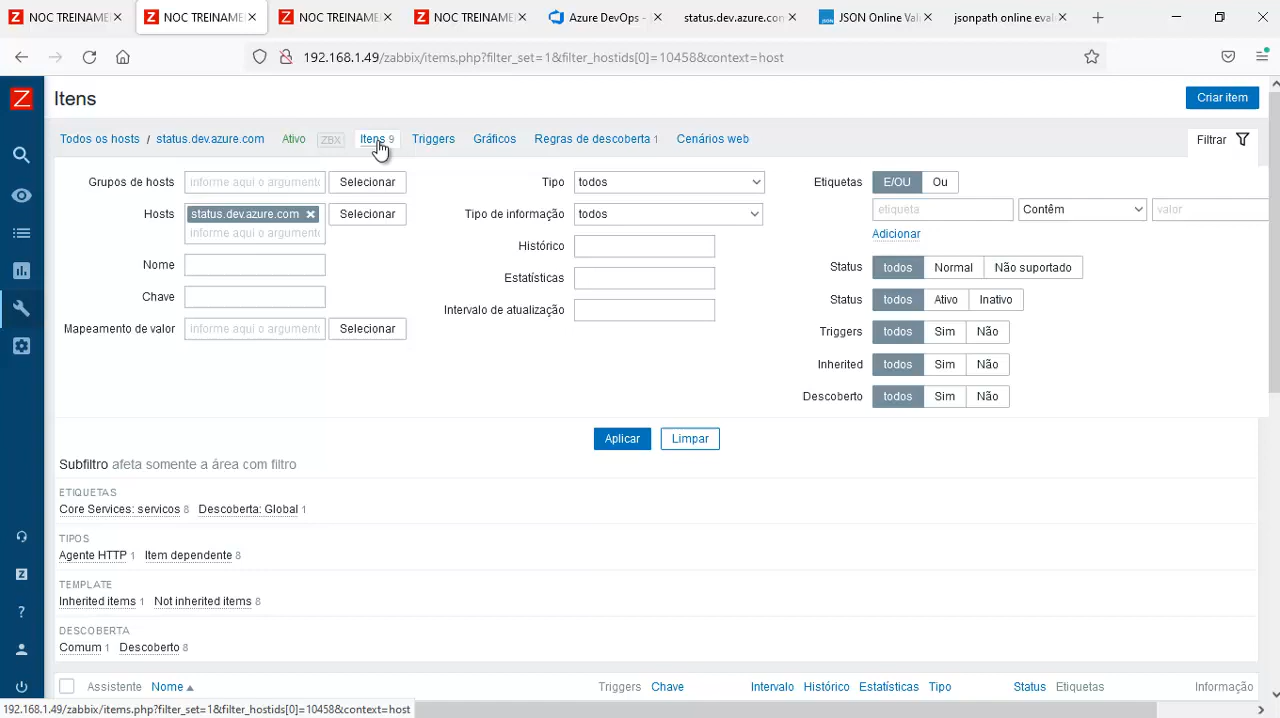 NOC TREINAME
NOC TREINAME
NOC TREINAME
NOC TREINAME
Azure DevOps -
status.dev.azure.com
JSON Online Vali
jsonpath online eval
192.168.1.49/zabbix/items.php?filter_set=1&filter_hostids[0]=10458&context=host
Z
Itens
Criar item
Todos os hosts / status.dev.azure.com Ativo ZBX Itens 9 Triggers Gráficos Regras de descoberta 1 Cenários web
Filtrar
Grupos de hosts informe aqui o argumento Selecionar
Tipo todos
Etiquetas E/OU Ou
Hosts status.dev.azure.com Selecionar
informe aqui o argumento
Tipo de informação todos
etiqueta Contém valor
Adicionar
Histórico
Nome
Estatísticas
Status todos Normal Não suportado
Chave
Intervalo de atualização
Status todos Ativo Inativo
Mapeamento de valor informe aqui o argumento Selecionar
Triggers todos Sim Não
Inherited todos Sim Não
Descoberto todos Sim Não
Aplicar Limpar
Subfiltro afeta somente a área com filtro
ETIQUETAS
Core Services: servicos 8 Descoberta: Global 1
TIPOS
Agente HTTP 1 Item dependente 8
TEMPLATE
Inherited items 1 Not inherited items 8
DESCOBERTA
Comum 1 Descoberto 8
Z
?
Assistente Nome Triggers Chave Intervalo Histórico Estatísticas Tipo Status Etiquetas Informação
192.168.1.49/zabbix/items.php?filter_set=1&filter_hostids[0]=10458&context=host